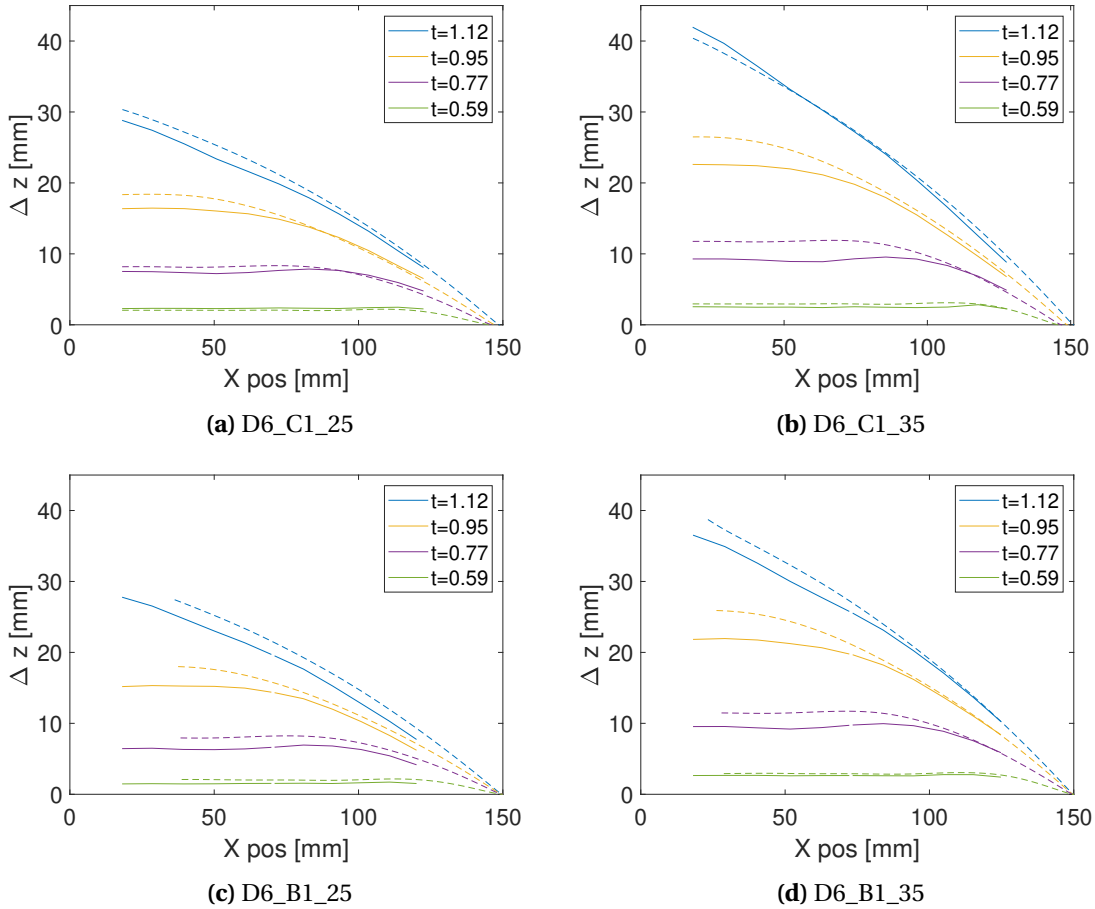 40
30
20
10
0
Δ z [mm]
0 50 100 150
X pos [mm]
t=1.12
t=0.95
t=0.77
t=0.59
(a) D6_C1_25
40
30
20
10
0
Δ z [mm]
0 50 100 150
X pos [mm]
t=1.12
t=0.95
t=0.77
t=0.59
(b) D6_C1_35
40
30
20
10
0
Δ z [mm]
0 50 100 150
X pos [mm]
t=1.12
t=0.95
t=0.77
t=0.59
(c) D6_B1_25
40
30
20
10
0
Δ z [mm]
0 50 100 150
X pos [mm]
t=1.12
t=0.95
t=0.77
t=0.59
(d) D6_B1_35